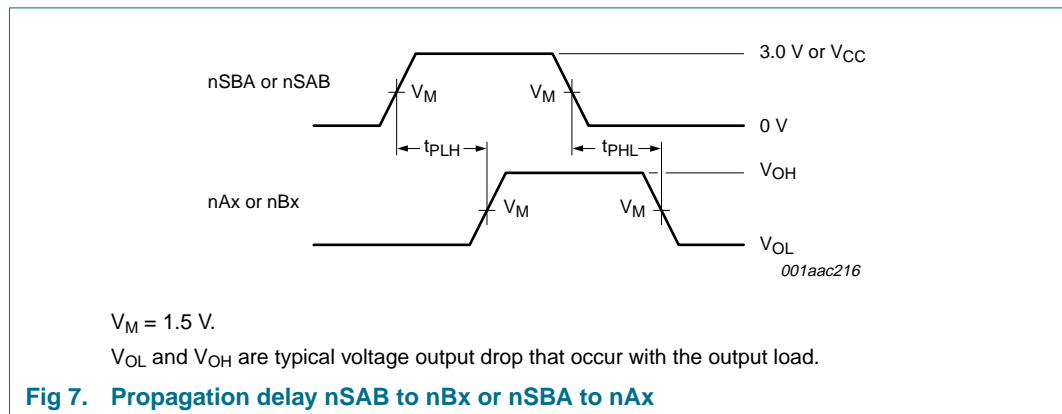 3.0 V or VCC
nSBA or nSAB
VM
VM
0 V
tPLH
tPHL
VOH
nAx or nBx
VM
VM
VOL
001aac216
VM = 1.5 V.
VOL and VOH are typical voltage output drop that occur with the output load.
Fig 7. Propagation delay nSAB to nBx or nSBA to nAx